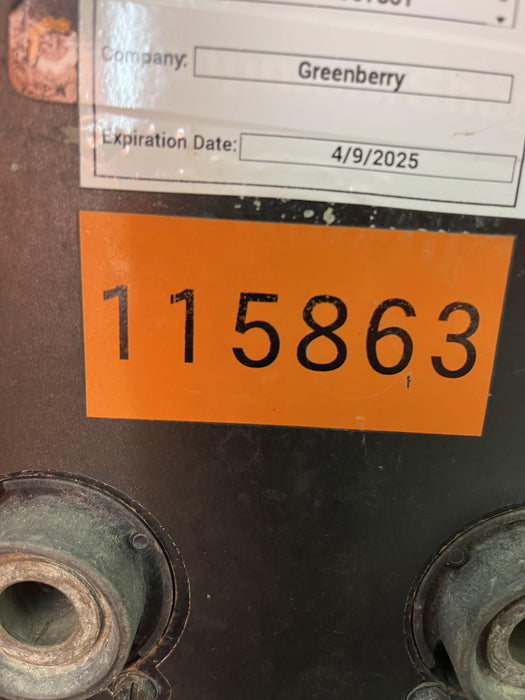 Company: Greenberry
Expiration Date: 4/9/2025
115863